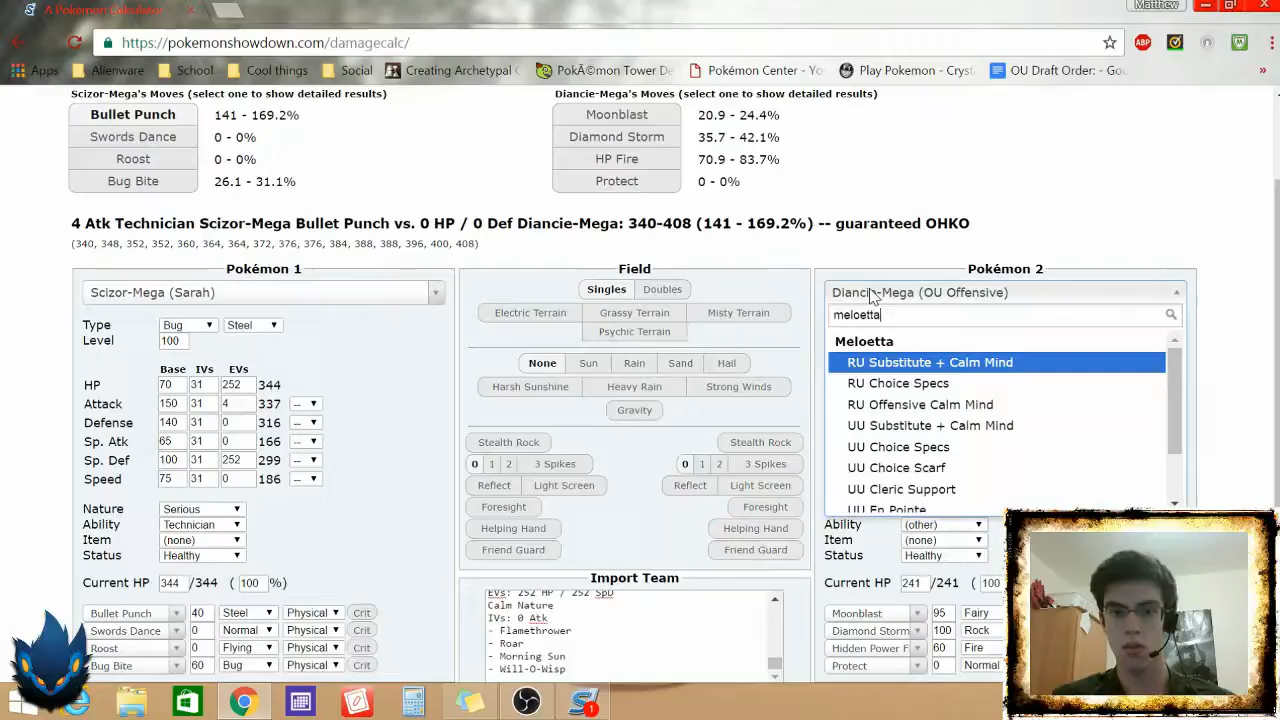 A Pokémon calculator
Matthew
https://pokemonshowdown.com/damagecalc/
Apps Alienware School Cool things Social Creating Archetypal C PokÃ©mon Tower De Pokémon Center - Yo Play Pokemon - Cryst OU Draft Order: - Go »
Scizor-Mega's Moves (select one to show detailed results)
Bullet Punch 141 - 169.2%
Swords Dance 0 - 0%
Roost 0 - 0%
Bug Bite 26.1 - 31.1%
Diancie-Mega's Moves (select one to show detailed results)
Moonblast 20.9 - 24.4%
Diamond Storm 35.7 - 42.1%
HP Fire 70.9 - 83.7%
Protect 0 - 0%
4 Atk Technician Scizor-Mega Bullet Punch vs. 0 HP / 0 Def Diancie-Mega: 340-408 (141 - 169.2%) -- guaranteed OHKO
(340, 348, 352, 352, 360, 364, 364, 372, 376, 376, 384, 388, 388, 396, 400, 408)
Pokémon 1
Scizor-Mega (Sarah)
Type Bug Steel
Level 100
Base IVs EVs
HP 70 31 252 344
Attack 150 31 4 337 --
Defense 140 31 0 316 --
Sp. Atk 65 31 0 166 --
Sp. Def 100 31 252 299 --
Speed 75 31 0 186 --
Nature Serious
Ability Technician
Item (none)
Status Healthy
Current HP 344 /344 ( 100 %)
Bullet Punch 40 Steel Physical Crit
Swords Dance 0 Normal Physical Crit
Roost 0 Flying Physical Crit
Bug Bite 60 Bug Physical Crit
Field
Singles Doubles
Electric Terrain Grassy Terrain Misty Terrain
Psychic Terrain
None Sun Rain Sand Hail
Harsh Sunshine Heavy Rain Strong Winds
Gravity
Stealth Rock Stealth Rock
0 1 2 3 Spikes 0 1 2 3 Spikes
Reflect Light Screen Reflect Light Screen
Foresight Foresight
Helping Hand Helping Hand
Friend Guard Friend Guard
Import Team
EVs: 252 HP / 252 SpD
Calm Nature
IVs: 0 Atk
- Flamethrower
- Roar
- Morning Sun
- Will-O-Wisp
Pokémon 2
Diancie-Mega (OU Offensive)
meloetta
Meloetta
RU Substitute + Calm Mind
RU Choice Specs
RU Offensive Calm Mind
UU Substitute + Calm Mind
UU Choice Specs
UU Choice Scarf
UU Cleric Support
UU En Pointe
Ability (other)
Item (none)
Status Healthy
Current HP 241 /241 ( 100
Moonblast 95 Fairy
Diamond Storm 100 Rock
Hidden Power F 60 Fire
Protect 0 Normal
1